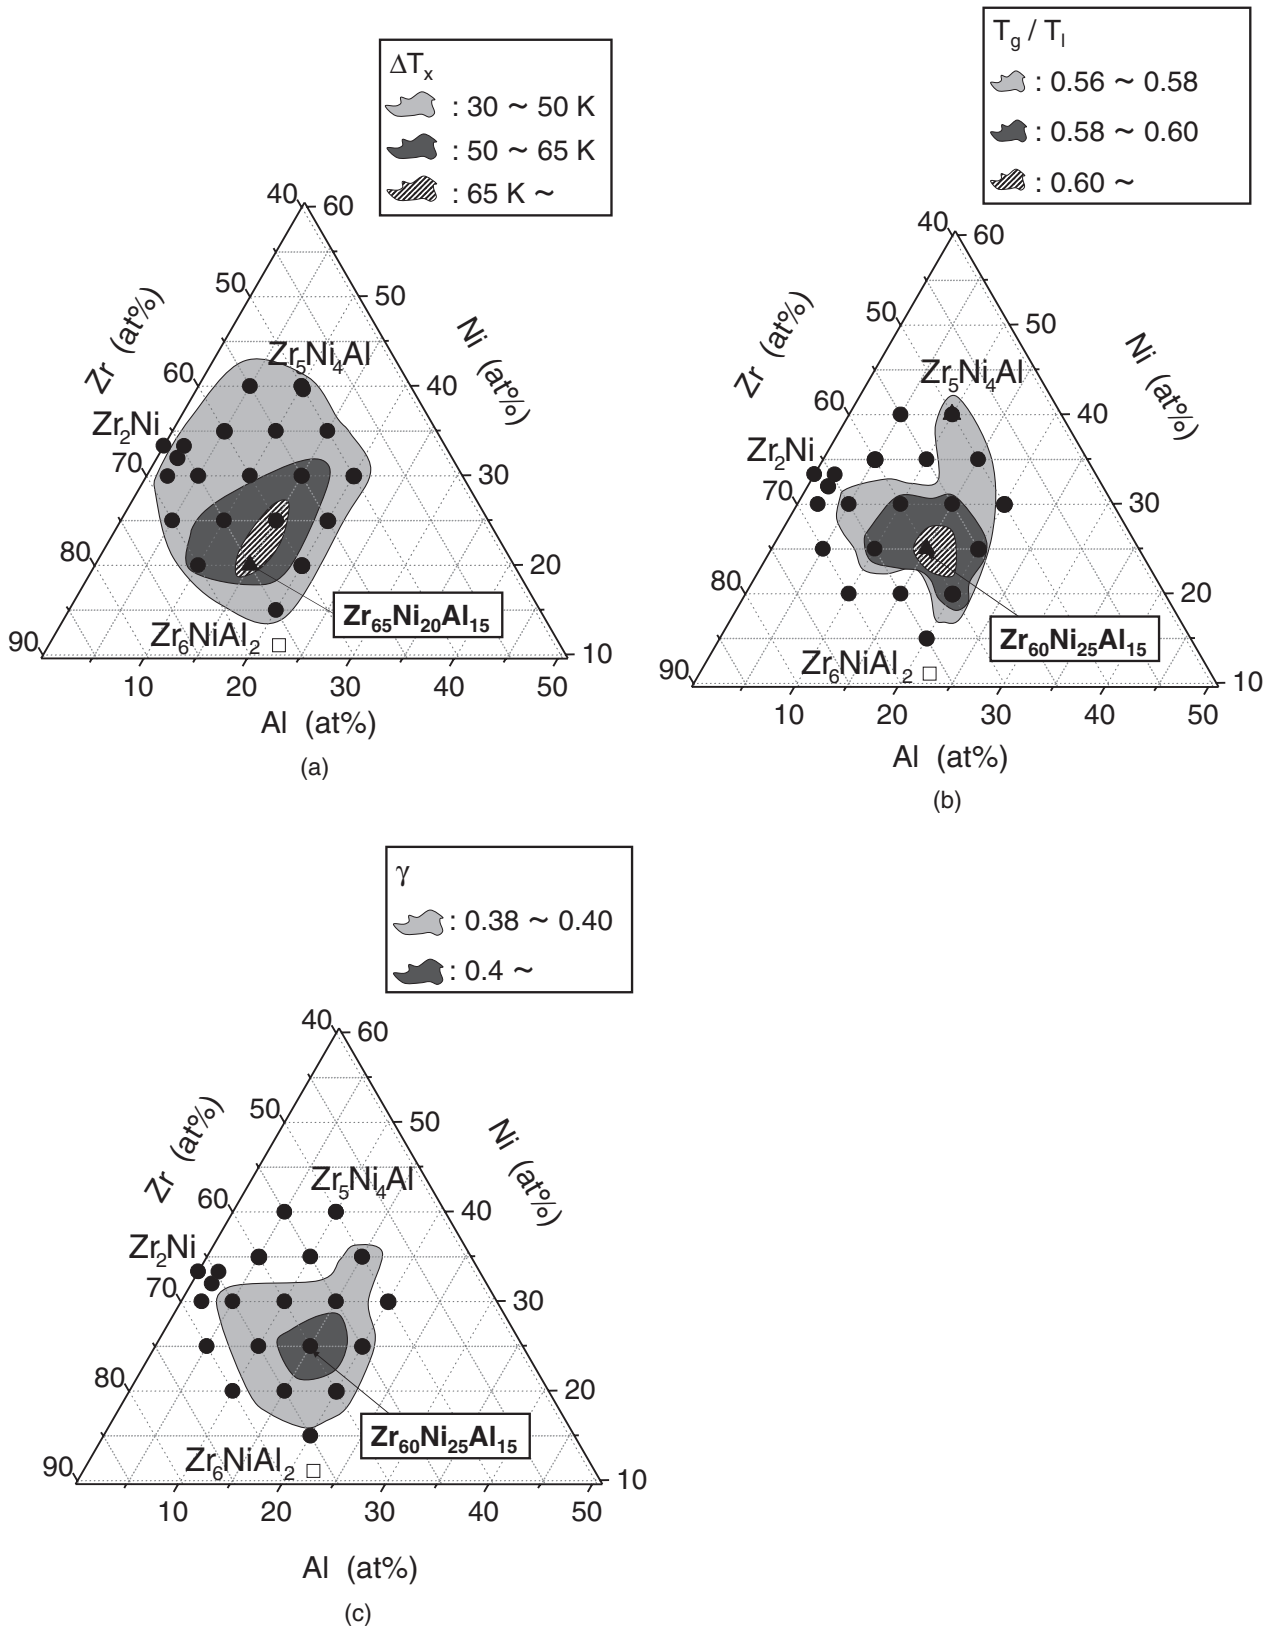 ΔTₓ
: 30 ~ 50 K
: 50 ~ 65 K
: 65 K ~
40 60
50 50
60 40
70 30
80 20
90 10
10 20 30 40 50
Zr (at%)
Ni (at%)
Al (at%)
Zr₅Ni₄Al
Zr₂Ni
Zr₆₅Ni₂₀Al₁₅
Zr₆NiAl₂
(a)
T_g / T_l
: 0.56 ~ 0.58
: 0.58 ~ 0.60
: 0.60 ~
40 60
50 50
60 40
70 30
80 20
90 10
10 20 30 40 50
Zr (at%)
Ni (at%)
Al (at%)
Zr₅Ni₄Al
Zr₂Ni
Zr₆₀Ni₂₅Al₁₅
Zr₆NiAl₂
(b)
γ
: 0.38 ~ 0.40
: 0.4 ~
40 60
50 50
60 40
70 30
80 20
90 10
10 20 30 40 50
Zr (at%)
Ni (at%)
Al (at%)
Zr₅Ni₄Al
Zr₂Ni
Zr₆₀Ni₂₅Al₁₅
Zr₆NiAl₂
(c)